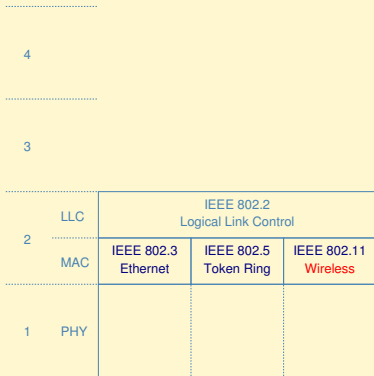 4
3
2
LLC
IEEE 802.2
Logical Link Control
MAC
IEEE 802.3
Ethernet
IEEE 802.5
Token Ring
IEEE 802.11
Wireless
1
PHY